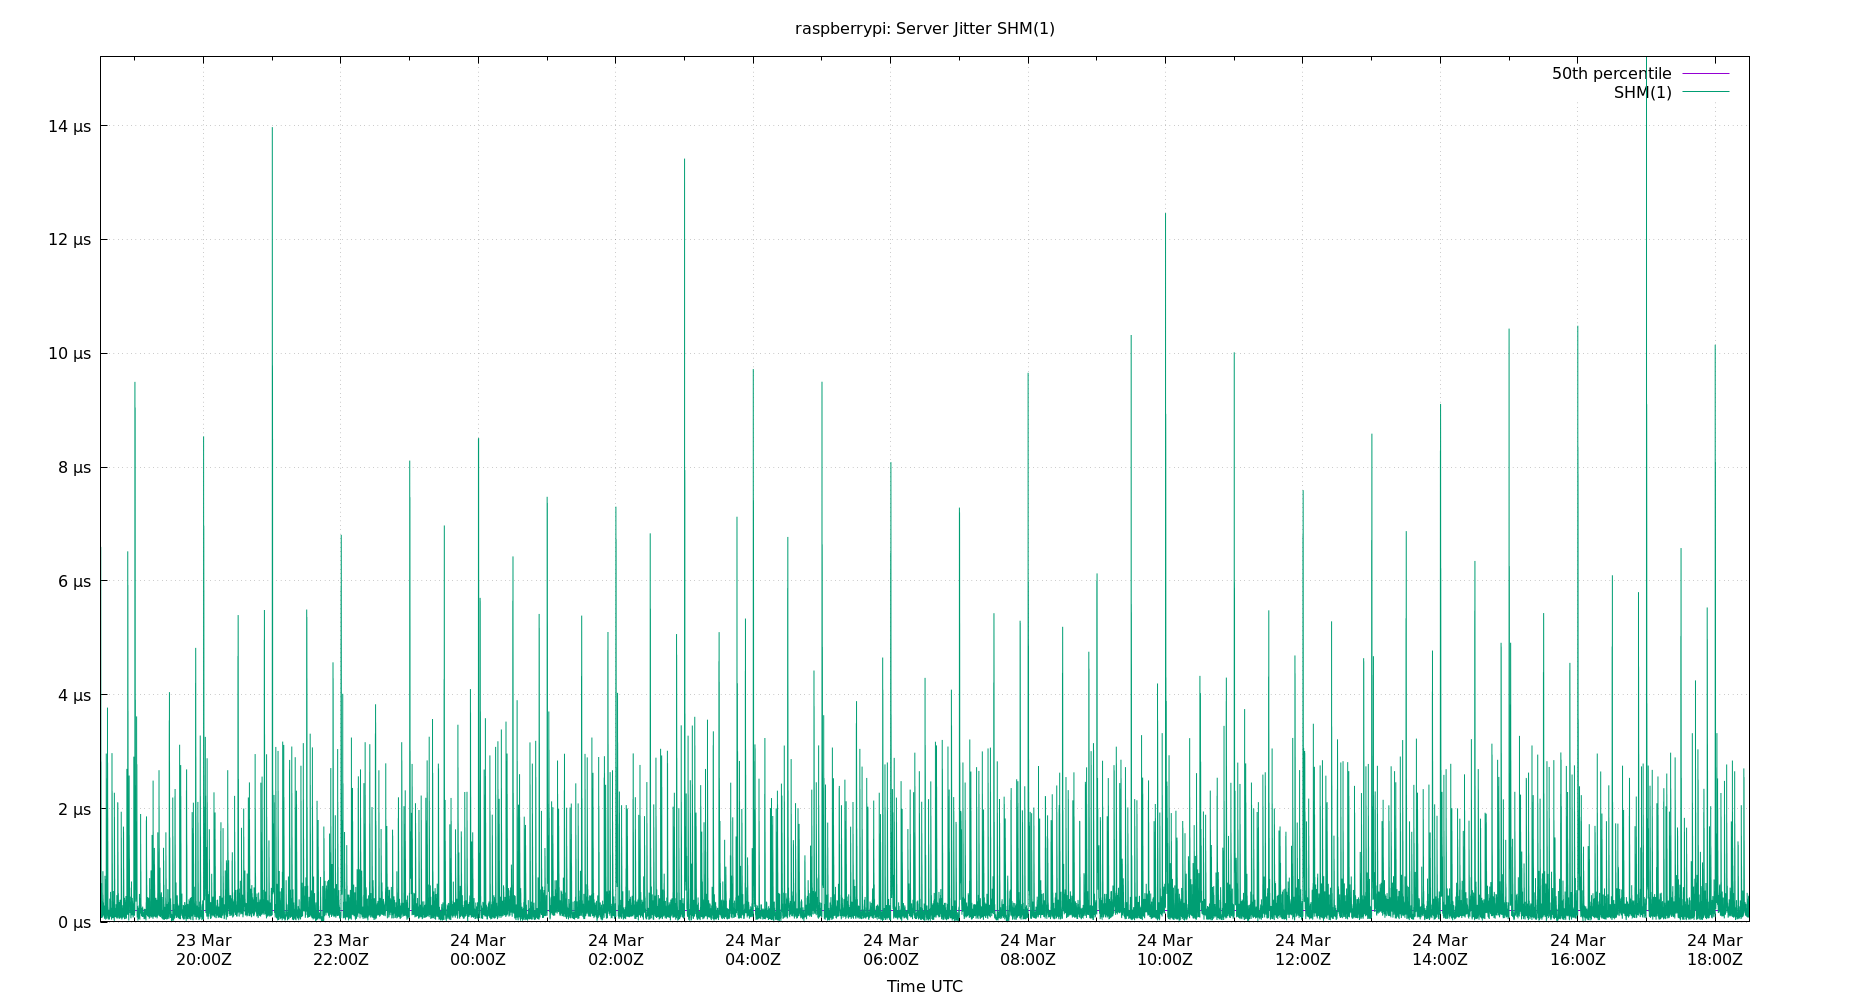 raspberrypi: Server Jitter SHM(1)
50th percentile
SHM(1)
14 µs
12 µs
10 µs
8 µs
6 µs
4 µs
2 µs
0 µs
23 Mar 23 Mar 24 Mar 24 Mar 24 Mar 24 Mar 24 Mar 24 Mar 24 Mar 24 Mar 24 Mar 24 Mar
20:00Z 22:00Z 00:00Z 02:00Z 04:00Z 06:00Z 08:00Z 10:00Z 12:00Z 14:00Z 16:00Z 18:00Z
Time UTC